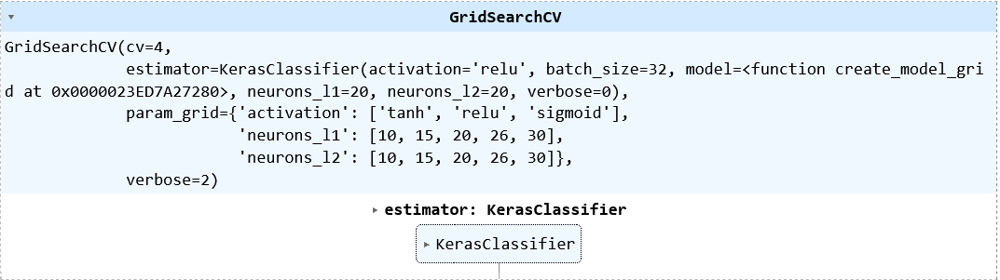 GridSearchCV
GridSearchCV(cv=4,
             estimator=KerasClassifier(activation='relu', batch_size=32, model=<function create_model_gri
d at 0x0000023ED7A27280>, neurons_l1=20, neurons_l2=20, verbose=0),
             param_grid={'activation': ['tanh', 'relu', 'sigmoid'],
                         'neurons_l1': [10, 15, 20, 26, 30],
                         'neurons_l2': [10, 15, 20, 26, 30]},
             verbose=2)
estimator: KerasClassifier
KerasClassifier